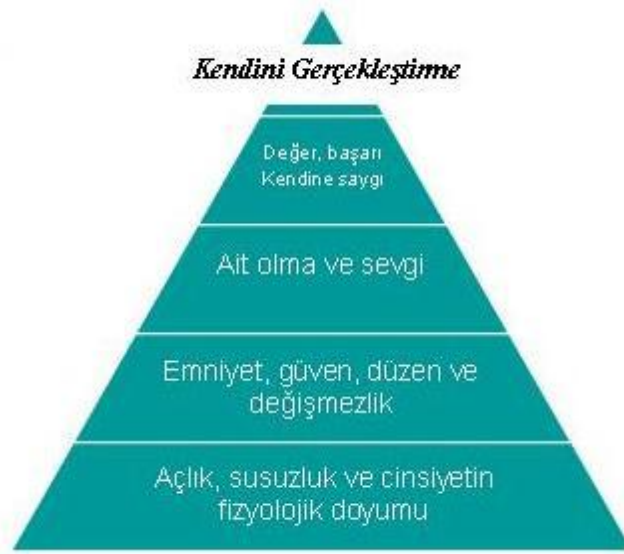 Kendini Gerçekleştirme
Değer, başarı
Kendine saygı
Ait olma ve sevgi
Emniyet, güven, düzen ve
değişmezlik
Açlık, susuzluk ve cinsiyetin
fizyolojik doyumu